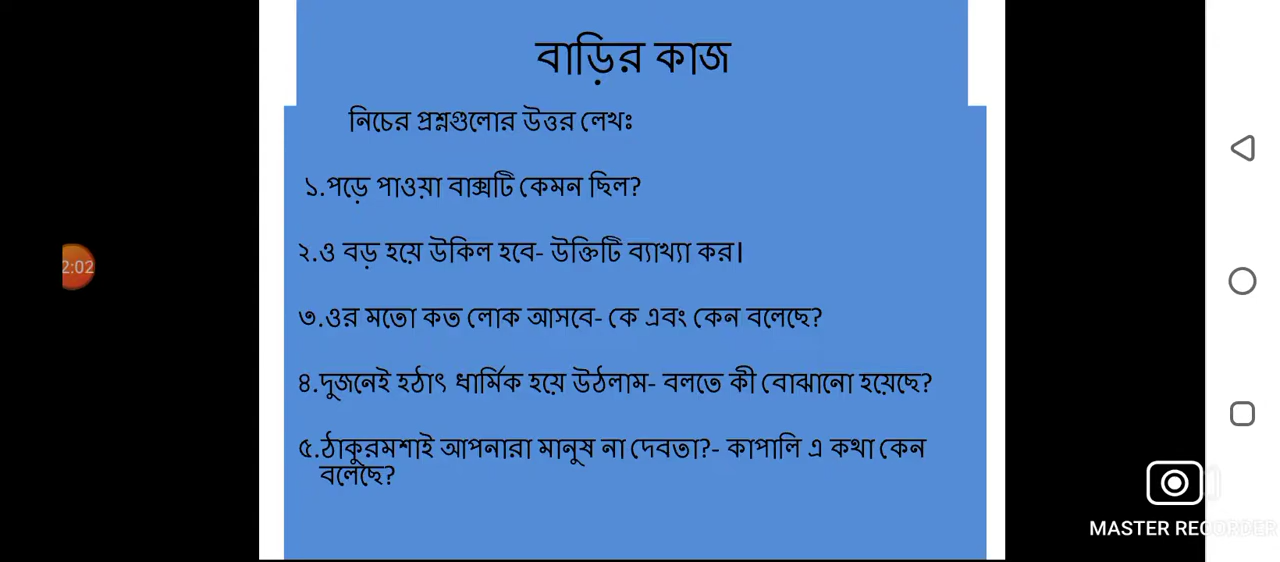 বাড়ির কাজ
নিচের প্রশ্নগুলোর উত্তর লেখঃ
১.পড়ে পাওয়া বাক্সটি কেমন ছিল?
২.ও বড় হয়ে উকিল হবে- উক্তিটি ব্যাখ্যা কর।
৩.ওর মতো কত লোক আসবে- কে এবং কেন বলেছে?
৪.দুজনেই হঠাৎ ধার্মিক হয়ে উঠলাম- বলতে কী বোঝানো হয়েছে?
৫.ঠাকুরমশাই আপনারা মানুষ না দেবতা?- কাপালি এ কথা কেন
বলেছে?
2:02
MASTER RECORDER